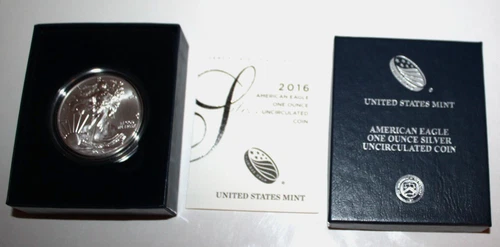 2016
AMERICAN EAGLE
ONE OUNCE
UNCIRCULATED
COIN
UNITED STATES MINT
UNITED STATES MINT
AMERICAN EAGLE
ONE OUNCE SILVER
UNCIRCULATED COIN